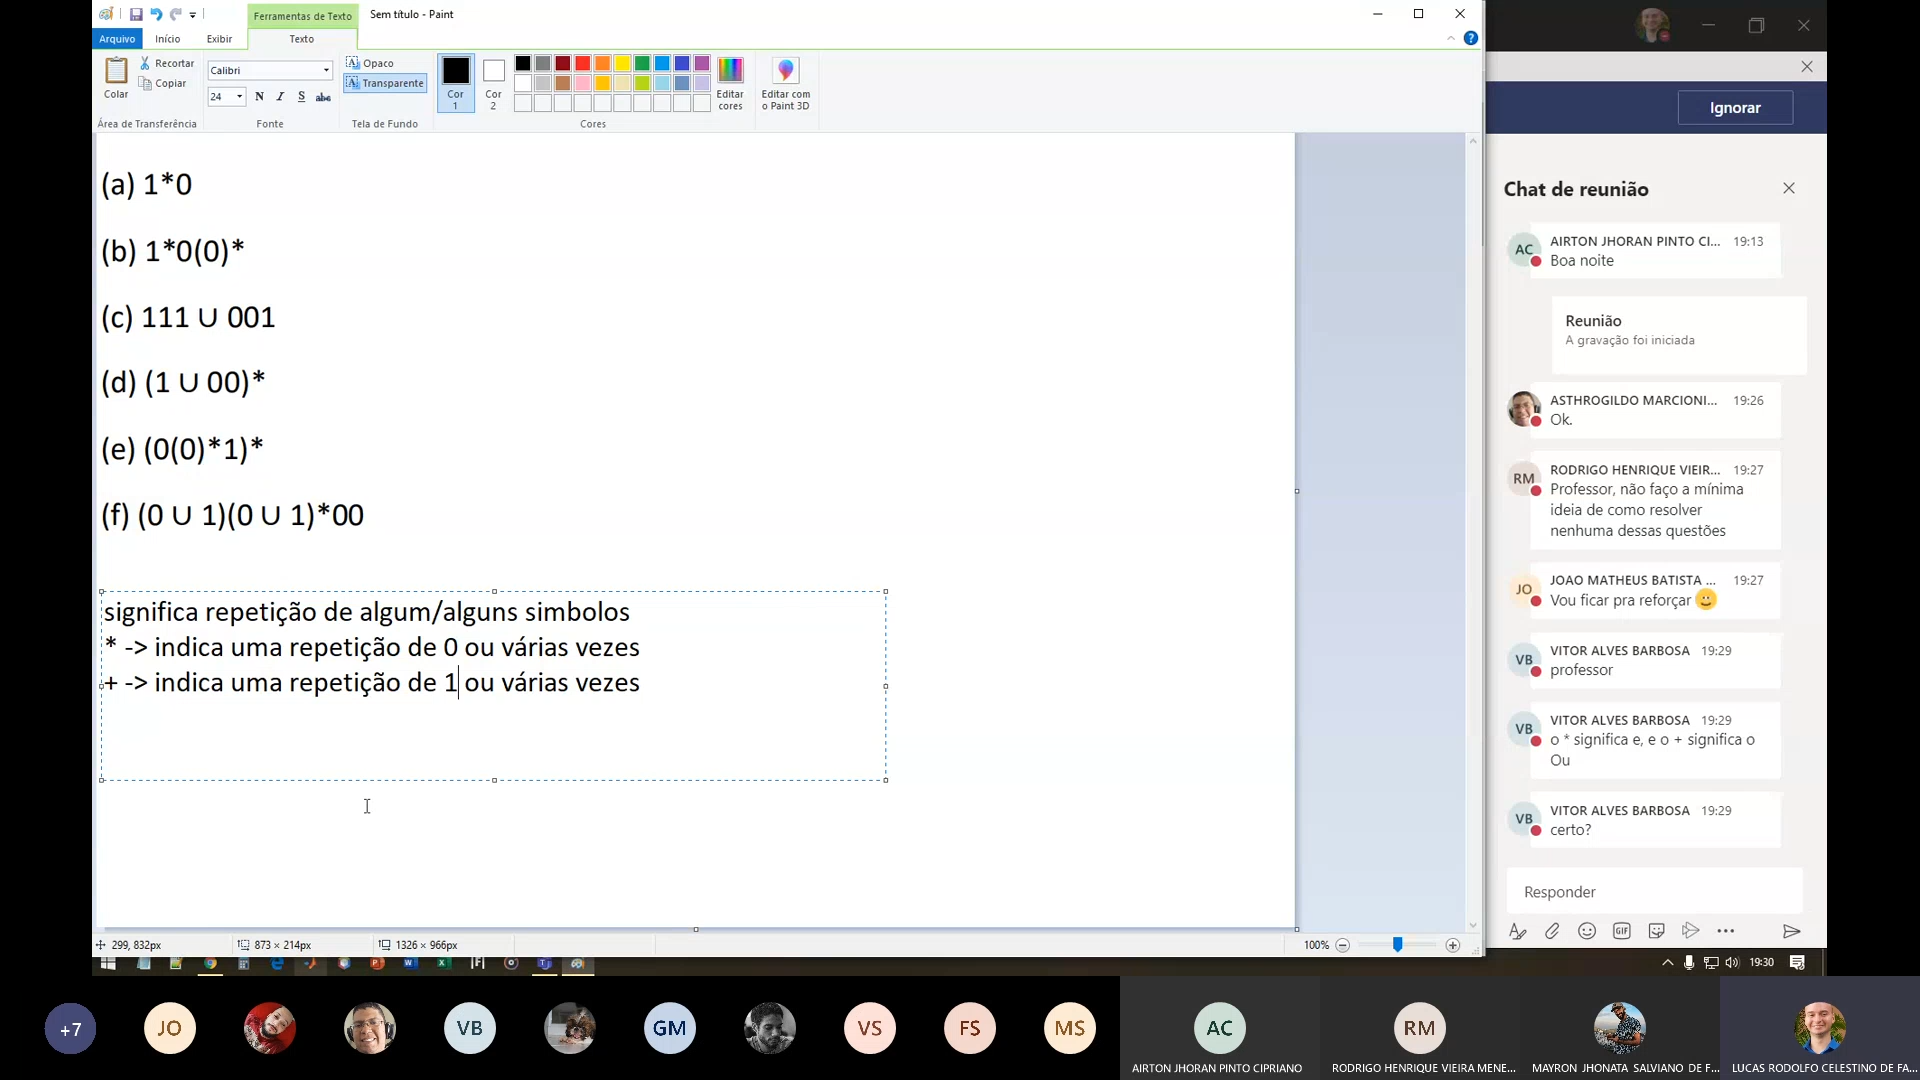 Ferramentas de Texto
Sem título - Paint
Arquivo
Início
Exibir
Texto
Colar
Recortar
Copiar
Área de Transferência
Calibri
24
N I S abc
Fonte
Opaco
Transparente
Tela de Fundo
Cor
1
Cor
2
Editar
cores
Cores
Editar com
o Paint 3D
(a) 1*0
(b) 1*0(0)*
(c) 111 ∪ 001
(d) (1 ∪ 00)*
(e) (0(0)*1)*
(f) (0 ∪ 1)(0 ∪ 1)*00
significa repetição de algum/alguns simbolos
* -> indica uma repetição de 0 ou várias vezes
+ -> indica uma repetição de 1 ou várias vezes
299, 832px
873 × 214px
1326 × 966px
100%
Ignorar
Chat de reunião
AC
AIRTON JHORAN PINTO CI... 19:13
Boa noite
Reunião
A gravação foi iniciada
ASTHROGILDO MARCIONI... 19:26
Ok.
RM
RODRIGO HENRIQUE VIEIR... 19:27
Professor, não faço a mínima
ideia de como resolver
nenhuma dessas questões
JO
JOAO MATHEUS BATISTA ... 19:27
Vou ficar pra reforçar
VB
VITOR ALVES BARBOSA 19:29
professor
VB
VITOR ALVES BARBOSA 19:29
o * significa e, e o + significa o
Ou
VB
VITOR ALVES BARBOSA 19:29
certo?
Responder
GIF
19:30
+7
JO
VB
GM
VS
FS
MS
AC
RM
AIRTON JHORAN PINTO CIPRIANO
RODRIGO HENRIQUE VIEIRA MENE...
MAYRON JHONATA SALVIANO DE F...
LUCAS RODOLFO CELESTINO DE FA...